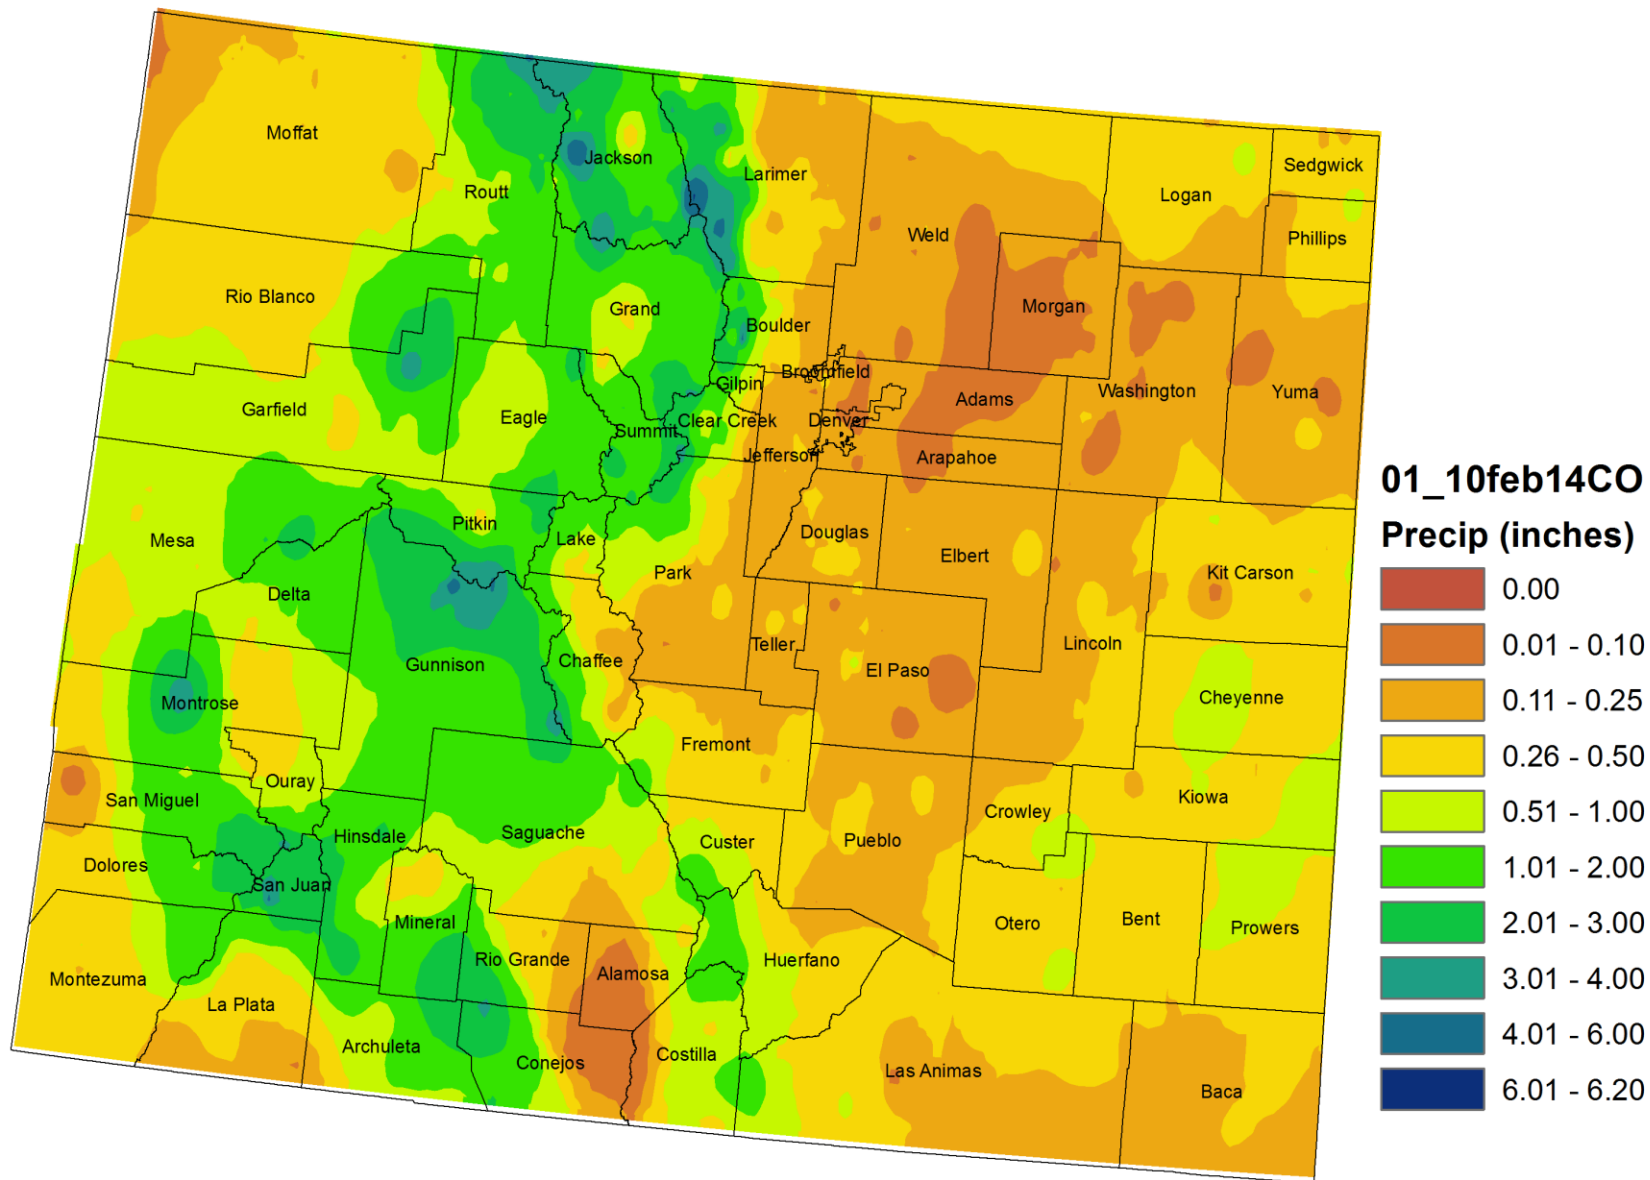 Moffat
Routt
Jackson
Larimer
Weld
Logan
Sedgwick
Phillips
Rio Blanco
Grand
Boulder
Morgan
Broomfield
Gilpin
Garfield
Eagle
Summit
Clear Creek
Denver
Adams
Washington
Yuma
Jefferson
Arapahoe
01_10feb14CO
Precip (inches)
0.00
0.01 - 0.10
0.11 - 0.25
0.26 - 0.50
0.51 - 1.00
1.01 - 2.00
2.01 - 3.00
3.01 - 4.00
4.01 - 6.00
6.01 - 6.20
Mesa
Pitkin
Lake
Park
Douglas
Elbert
Kit Carson
Delta
Gunnison
Chaffee
Teller
El Paso
Lincoln
Cheyenne
Montrose
Fremont
Ouray
San Miguel
Hinsdale
Saguache
Custer
Pueblo
Crowley
Kiowa
Dolores
San Juan
Mineral
Otero
Bent
Prowers
Montezuma
La Plata
Rio Grande
Alamosa
Huerfano
Archuleta
Conejos
Costilla
Las Animas
Baca